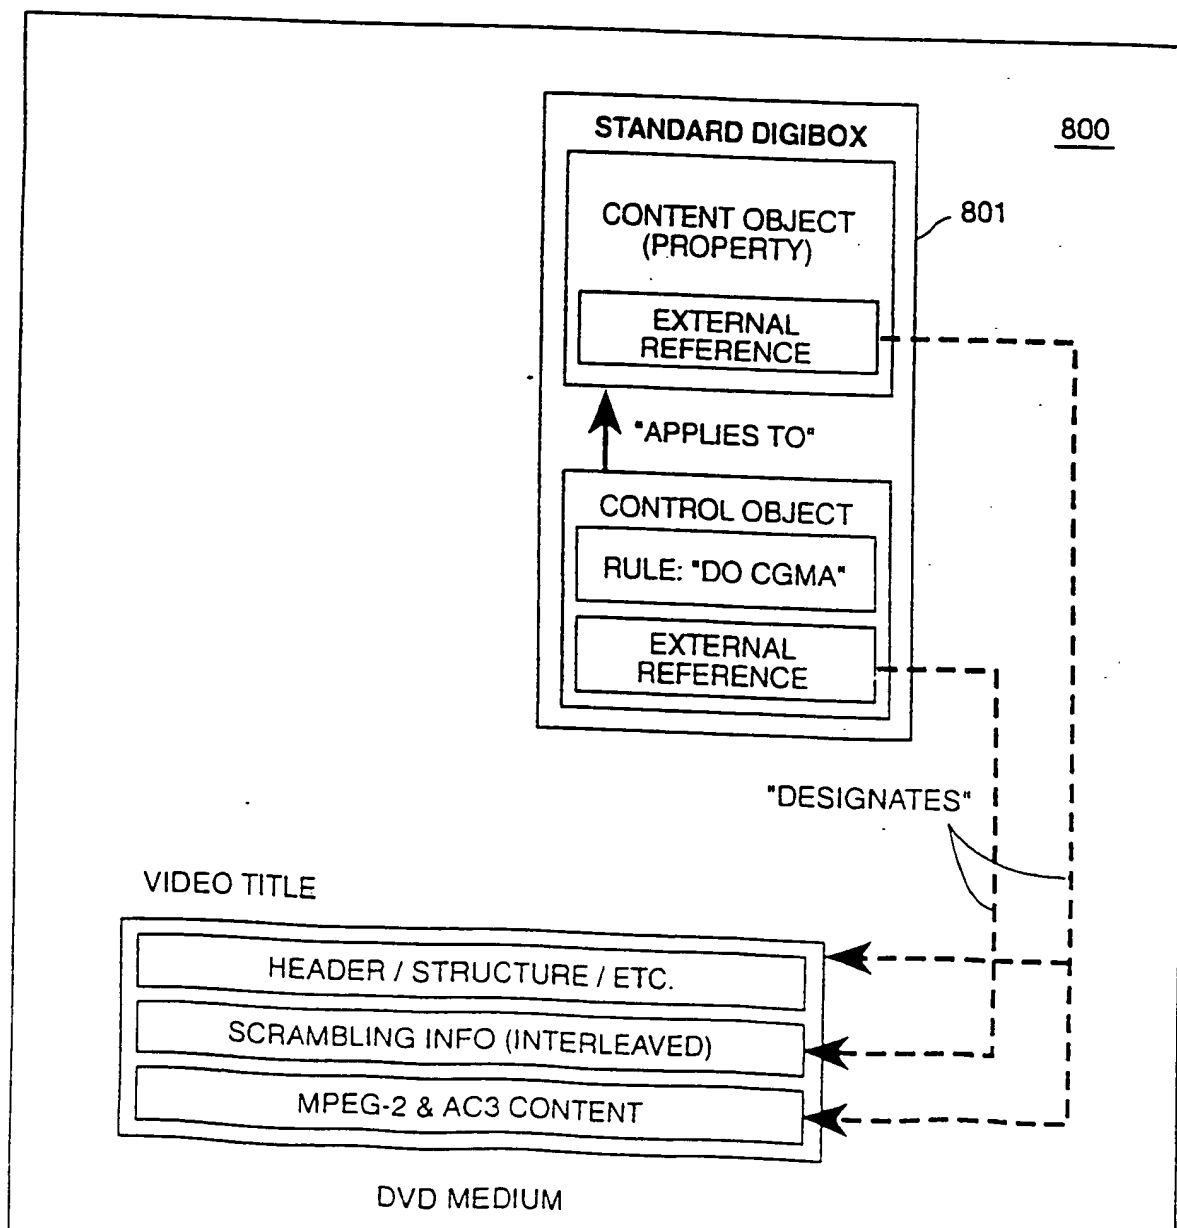 STANDARD DIGIBOX
800
CONTENT OBJECT
(PROPERTY)
801
EXTERNAL
REFERENCE
"APPLIES TO"
CONTROL OBJECT
RULE: "DO CGMA"
EXTERNAL
REFERENCE
"DESIGNATES"
VIDEO TITLE
HEADER / STRUCTURE / ETC.
SCRAMBLING INFO (INTERLEAVED)
MPEG-2 & AC3 CONTENT
DVD MEDIUM